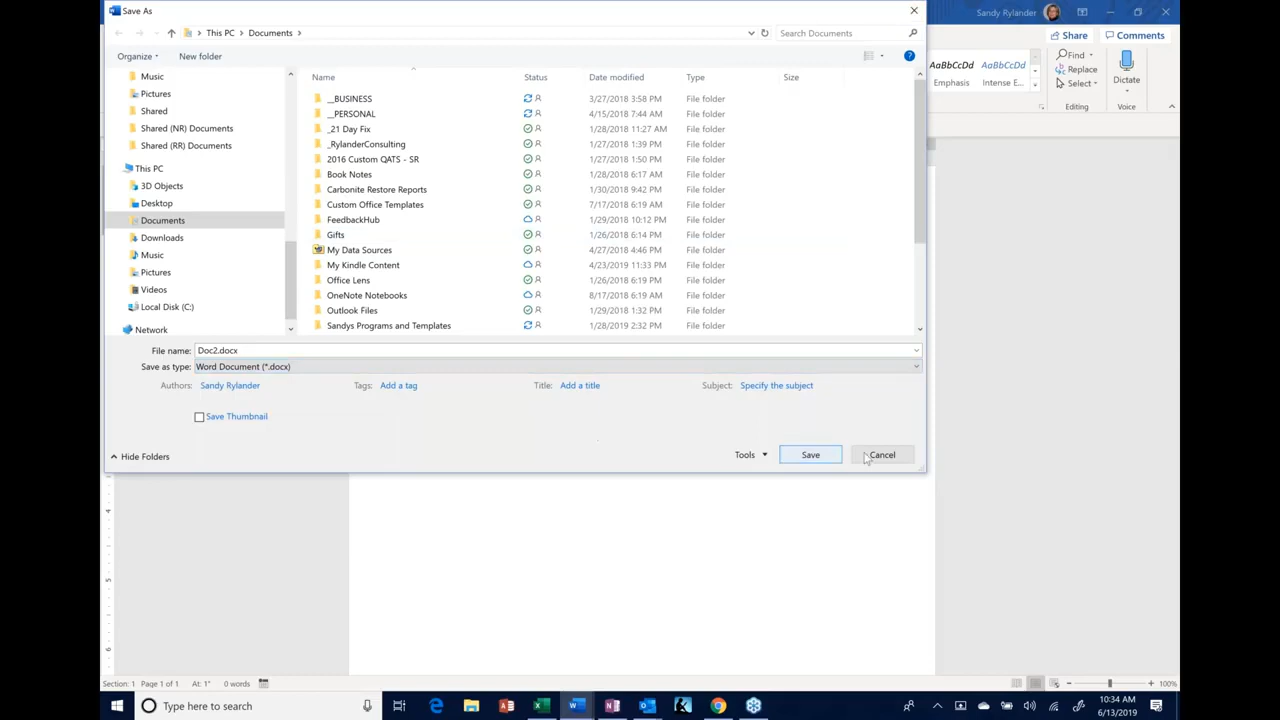 Save As
Sandy Rylander
This PC > Documents >
Search Documents
Share
Comments
Organize
New folder
AaBbCcDd
AaBbCcDd
Emphasis
Intense E...
Find
Replace
Select
Editing
Dictate
Voice
Music
Pictures
Shared
Shared (NR) Documents
Shared (RR) Documents
This PC
3D Objects
Desktop
Documents
Downloads
Music
Pictures
Videos
Local Disk (C:)
Network
Name Status Date modified Type Size
__BUSINESS 3/27/2018 3:58 PM File folder
__PERSONAL 4/15/2018 7:44 AM File folder
_21 Day Fix 1/28/2018 11:27 AM File folder
_RylanderConsulting 1/27/2018 1:39 PM File folder
2016 Custom QATS - SR 1/27/2018 1:50 PM File folder
Book Notes 1/28/2018 6:17 AM File folder
Carbonite Restore Reports 1/30/2018 9:42 PM File folder
Custom Office Templates 7/17/2018 6:19 AM File folder
FeedbackHub 1/29/2018 10:12 PM File folder
Gifts 1/26/2018 6:14 PM File folder
My Data Sources 4/27/2018 4:46 PM File folder
My Kindle Content 4/23/2019 11:33 PM File folder
Office Lens 1/26/2018 6:19 PM File folder
OneNote Notebooks 8/17/2018 6:19 AM File folder
Outlook Files 1/29/2018 1:32 PM File folder
Sandys Programs and Templates 1/28/2019 2:32 PM File folder
File name: Doc2.docx
Save as type: Word Document (*.docx)
Authors: Sandy Rylander Tags: Add a tag Title: Add a title Subject: Specify the subject
Save Thumbnail
Hide Folders
Tools Save Cancel
4
5
6
Section: 1 Page 1 of 1 At: 1" 0 words
100%
Type here to search
10:34 AM
6/13/2019